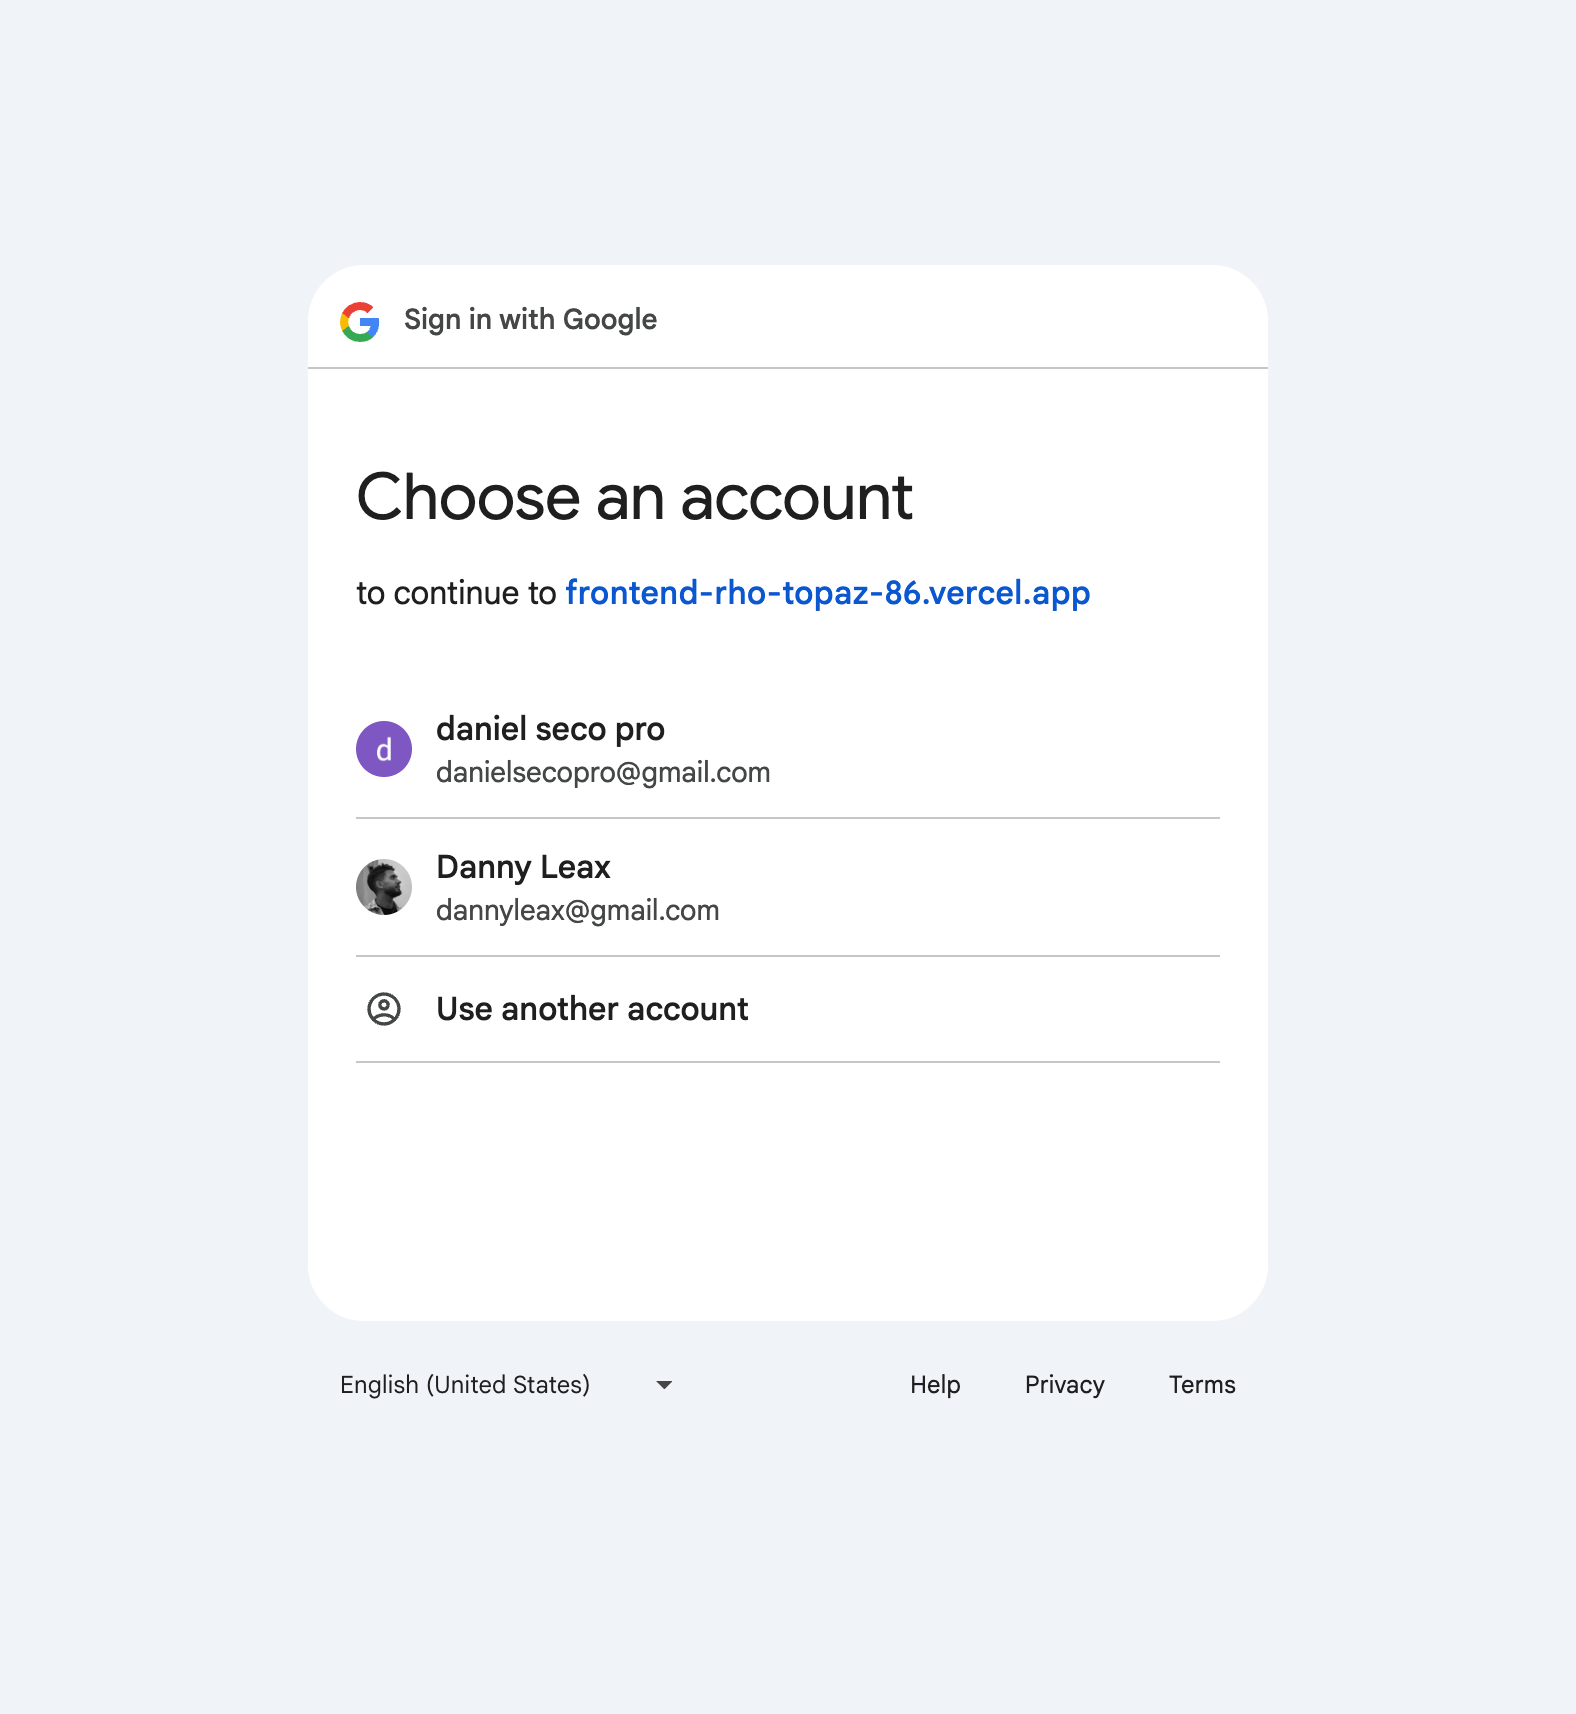 Sign in with Google
Choose an account
to continue to frontend-rho-topaz-86.vercel.app
d
daniel seco pro
danielsecopro@gmail.com
Danny Leax
dannyleax@gmail.com
Use another account
English (United States)
Help Privacy Terms